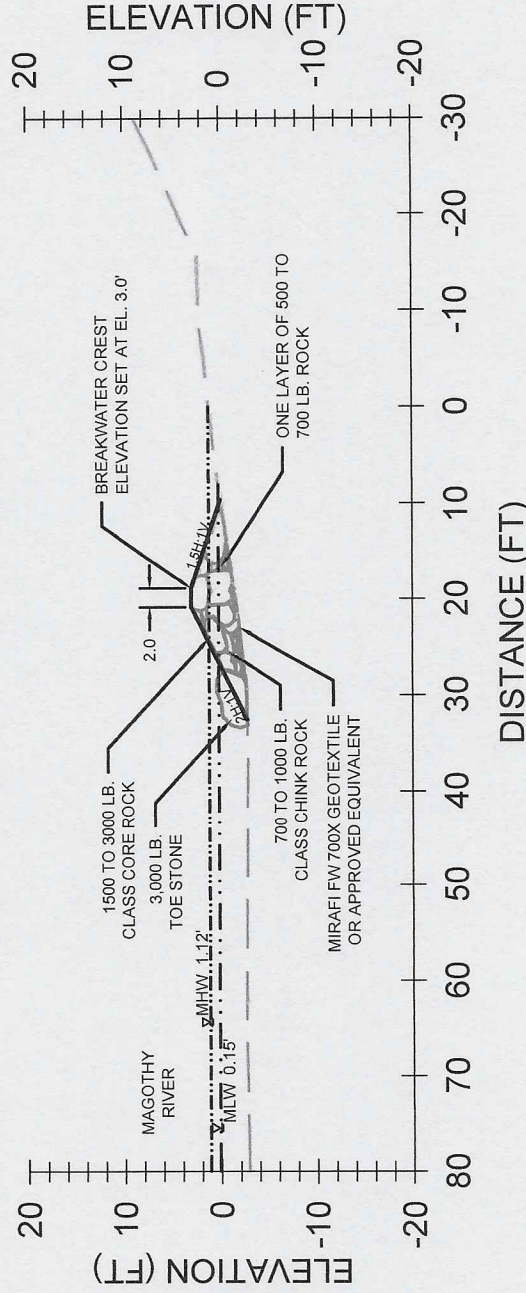 ELEVATION (FT)
20
10
0
-10
-20
MAGOTHY
RIVER
MHW 1.12'
MLW 0.15'
1500 TO 3000 LB.
CLASS CORE ROCK
3,000 LB.
TOE STONE
2.0
BREAKWATER CREST
ELEVATION SET AT EL. 3.0'
2H:1V
1.5H:1V
700 TO 1000 LB.
CLASS CHINK ROCK
MIRAFI FW 700X GEOTEXTILE
OR APPROVED EQUIVALENT
ONE LAYER OF 500 TO
700 LB. ROCK
80
70
60
50
40
30
20
10
0
-10
-20
-30
DISTANCE (FT)
20
10
0
-10
-20
ELEVATION (FT)